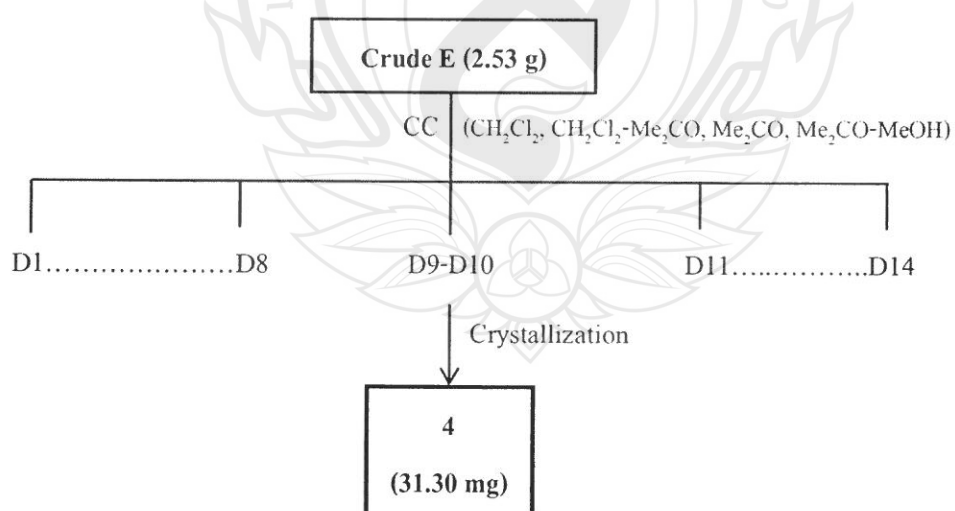 Crude E (2.53 g)
CC (CH₂Cl₂, CH₂Cl₂-Me₂CO, Me₂CO, Me₂CO-MeOH)
D1.....................D8 D9-D10 D11................D14
Crystallization
4
(31.30 mg)